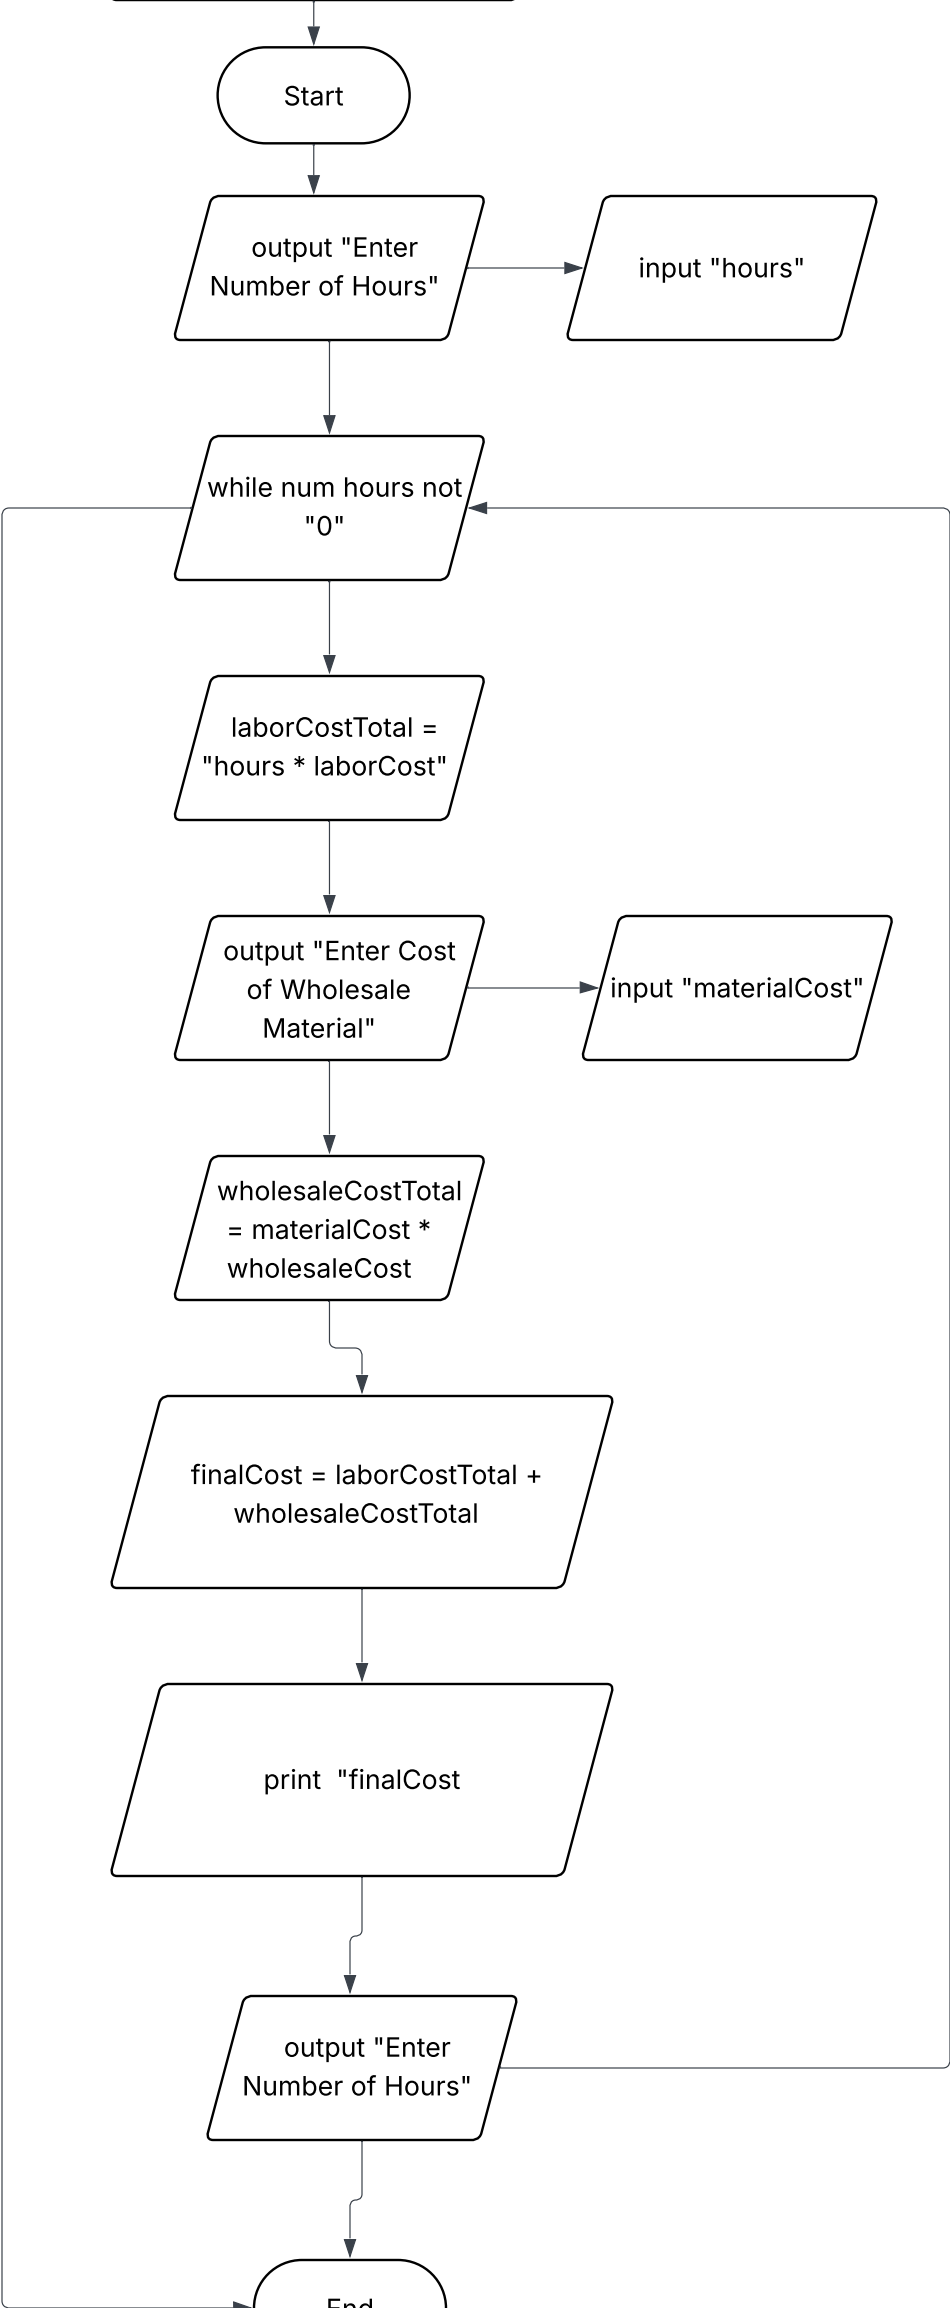 Start
output "Enter
Number of Hours"
input "hours"
while num hours not
"0"
laborCostTotal =
"hours * laborCost"
output "Enter Cost
of Wholesale
Material"
input "materialCost"
wholesaleCostTotal
= materialCost *
wholesaleCost
finalCost = laborCostTotal +
wholesaleCostTotal
print  "finalCost
output "Enter
Number of Hours"
End